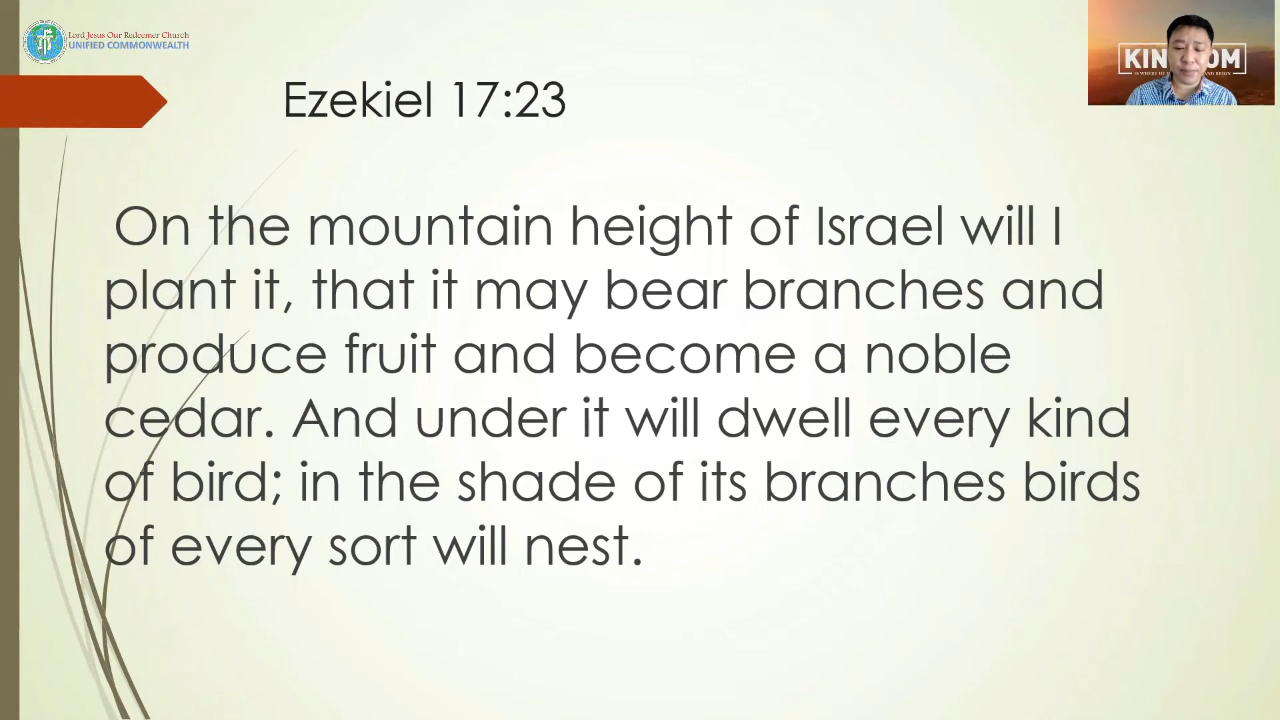 Lord Jesus Our Redeemer Church
UNIFIED COMMONWEALTH
Ezekiel 17:23
On the mountain height of Israel will I
plant it, that it may bear branches and
produce fruit and become a noble
cedar. And under it will dwell every kind
of bird; in the shade of its branches birds
of every sort will nest.